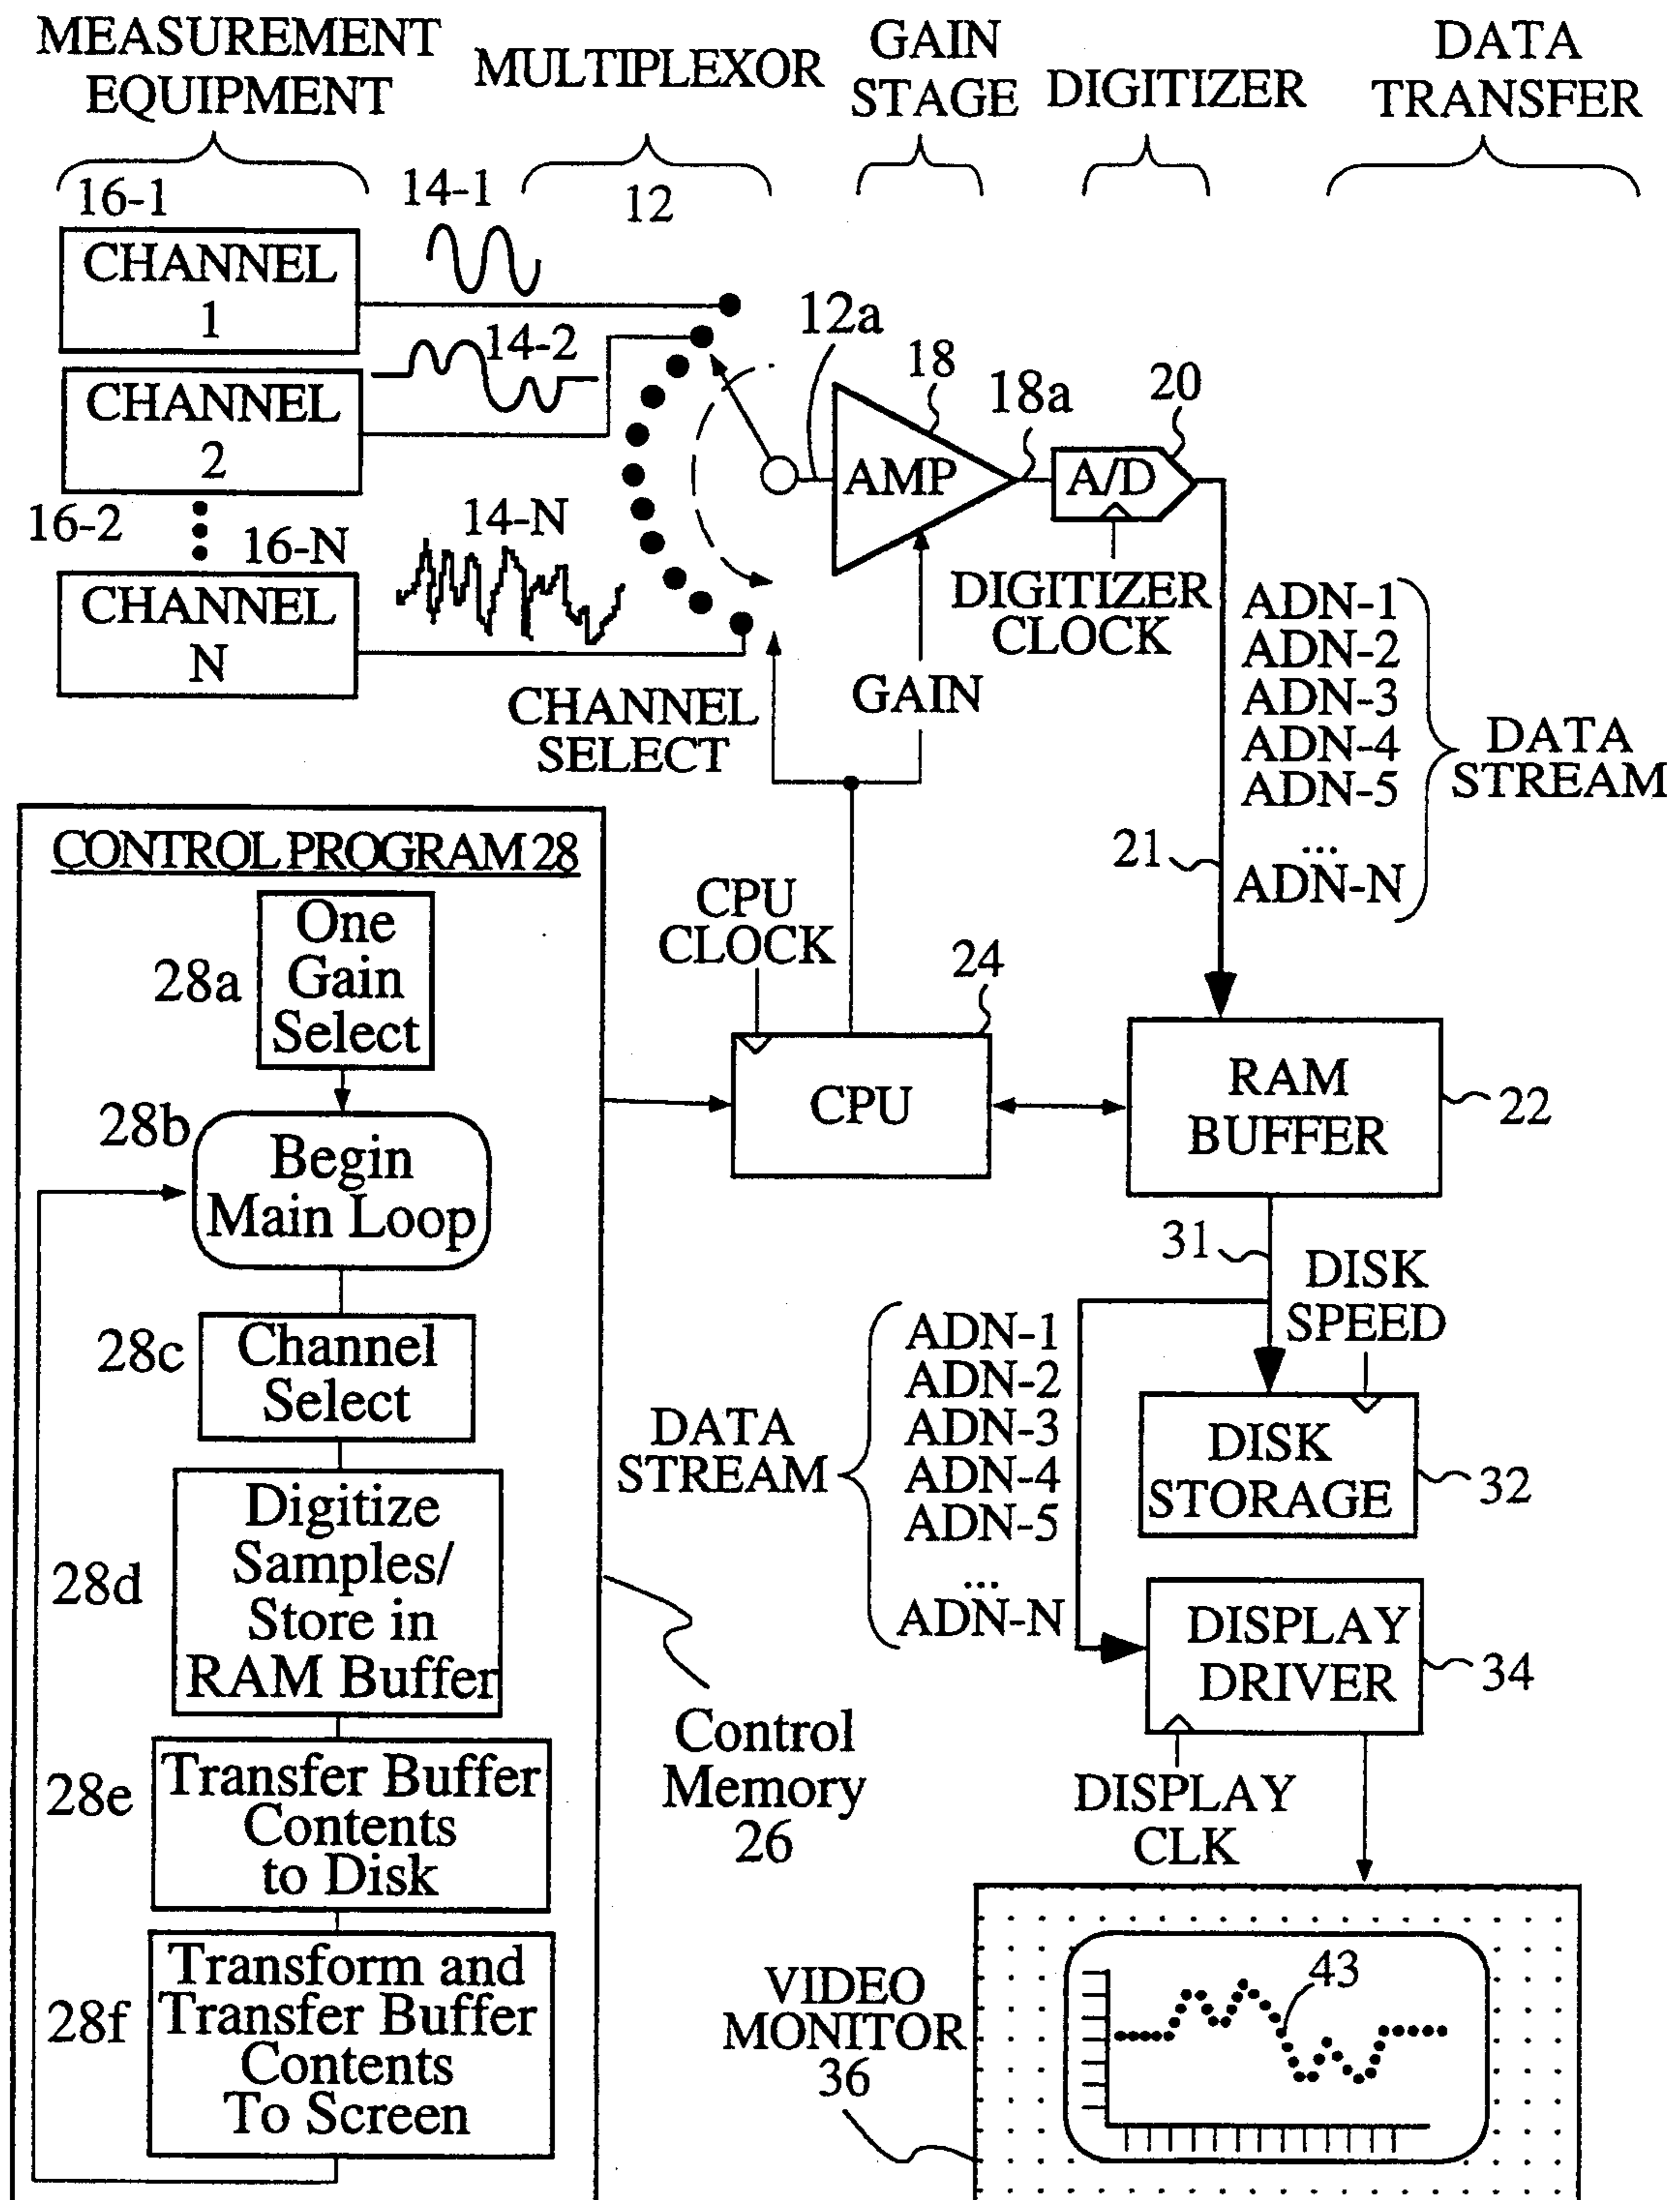 MEASUREMENT
EQUIPMENT
MULTIPLEXOR
GAIN
STAGE
DIGITIZER
DATA
TRANSFER
16-1
14-1
12
CHANNEL
1
12a
14-2
18
18a
20
CHANNEL
2
AMP
A/D
16-2
16-N
14-N
CHANNEL
N
DIGITIZER
CLOCK
CHANNEL
SELECT
GAIN
ADN-1
ADN-2
ADN-3
ADN-4
ADN-5
...
ADN-N
DATA
STREAM
21
CONTROL PROGRAM 28
One
Gain
Select
28a
28b
Begin
Main Loop
28c
Channel
Select
28d
Digitize
Samples/
Store in
RAM Buffer
28e
Transfer Buffer
Contents
to Disk
28f
Transform and
Transfer Buffer
Contents
To Screen
CPU
CLOCK
24
CPU
RAM
BUFFER
22
31
DISK
SPEED
DATA
STREAM
ADN-1
ADN-2
ADN-3
ADN-4
ADN-5
...
ADN-N
DISK
STORAGE
32
DISPLAY
DRIVER
34
Control
Memory
26
DISPLAY
CLK
VIDEO
MONITOR
36
43